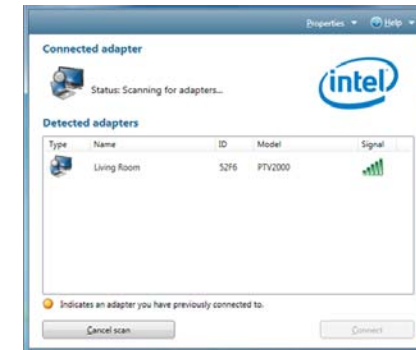 Properties Help
Connected adapter
Status: Scanning for adapters...
intel
Detected adapters
Type Name ID Model Signal
Living Room 52F6 PTV2000
Indicates an adapter you have previously connected to.
Cancel scan Connect